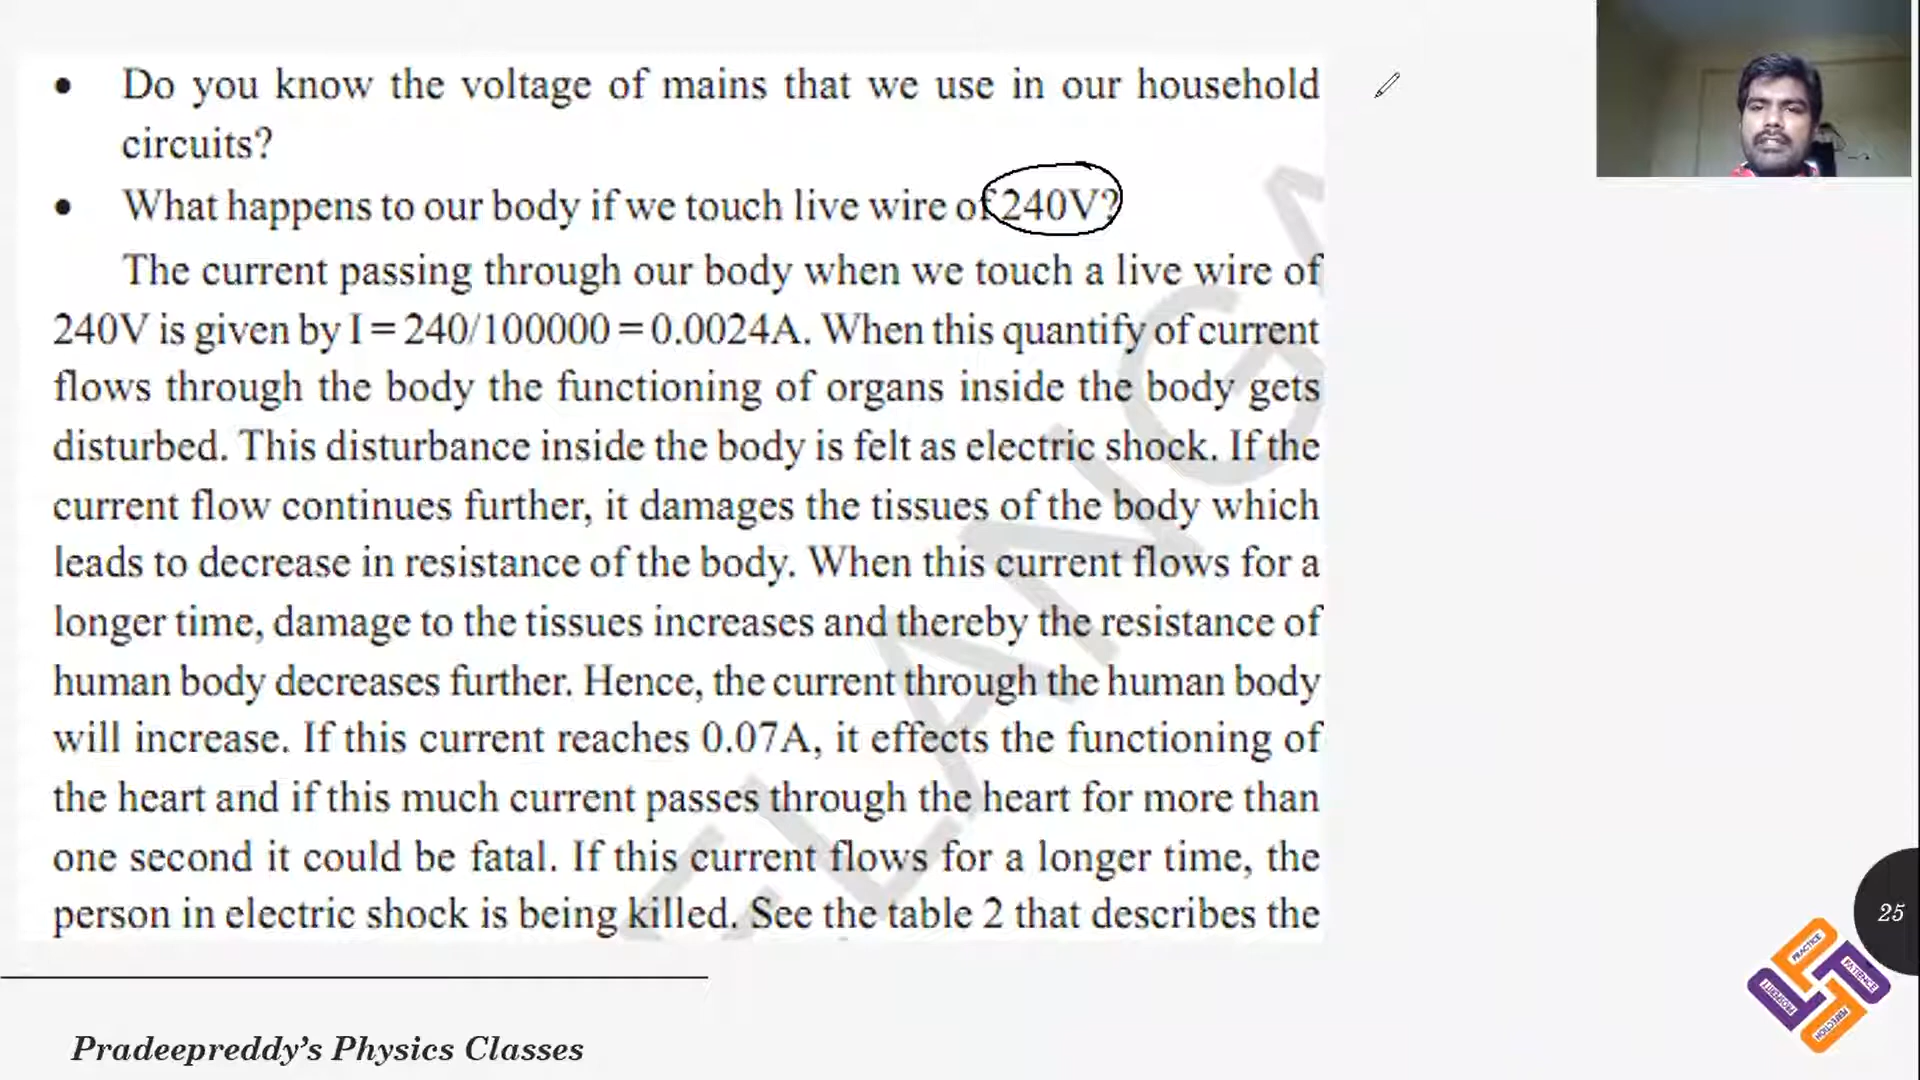 • Do you know the voltage of mains that we use in our household
circuits?
• What happens to our body if we touch live wire of 240V?
The current passing through our body when we touch a live wire of
240V is given by I = 240/100000 = 0.0024A. When this quantify of current
flows through the body the functioning of organs inside the body gets
disturbed. This disturbance inside the body is felt as electric shock. If the
current flow continues further, it damages the tissues of the body which
leads to decrease in resistance of the body. When this current flows for a
longer time, damage to the tissues increases and thereby the resistance of
human body decreases further. Hence, the current through the human body
will increase. If this current reaches 0.07A, it effects the functioning of
the heart and if this much current passes through the heart for more than
one second it could be fatal. If this current flows for a longer time, the
person in electric shock is being killed. See the table 2 that describes the
25
PRACTICE
PATIENCE
PERFECTION
Pradeepreddy's Physics Classes